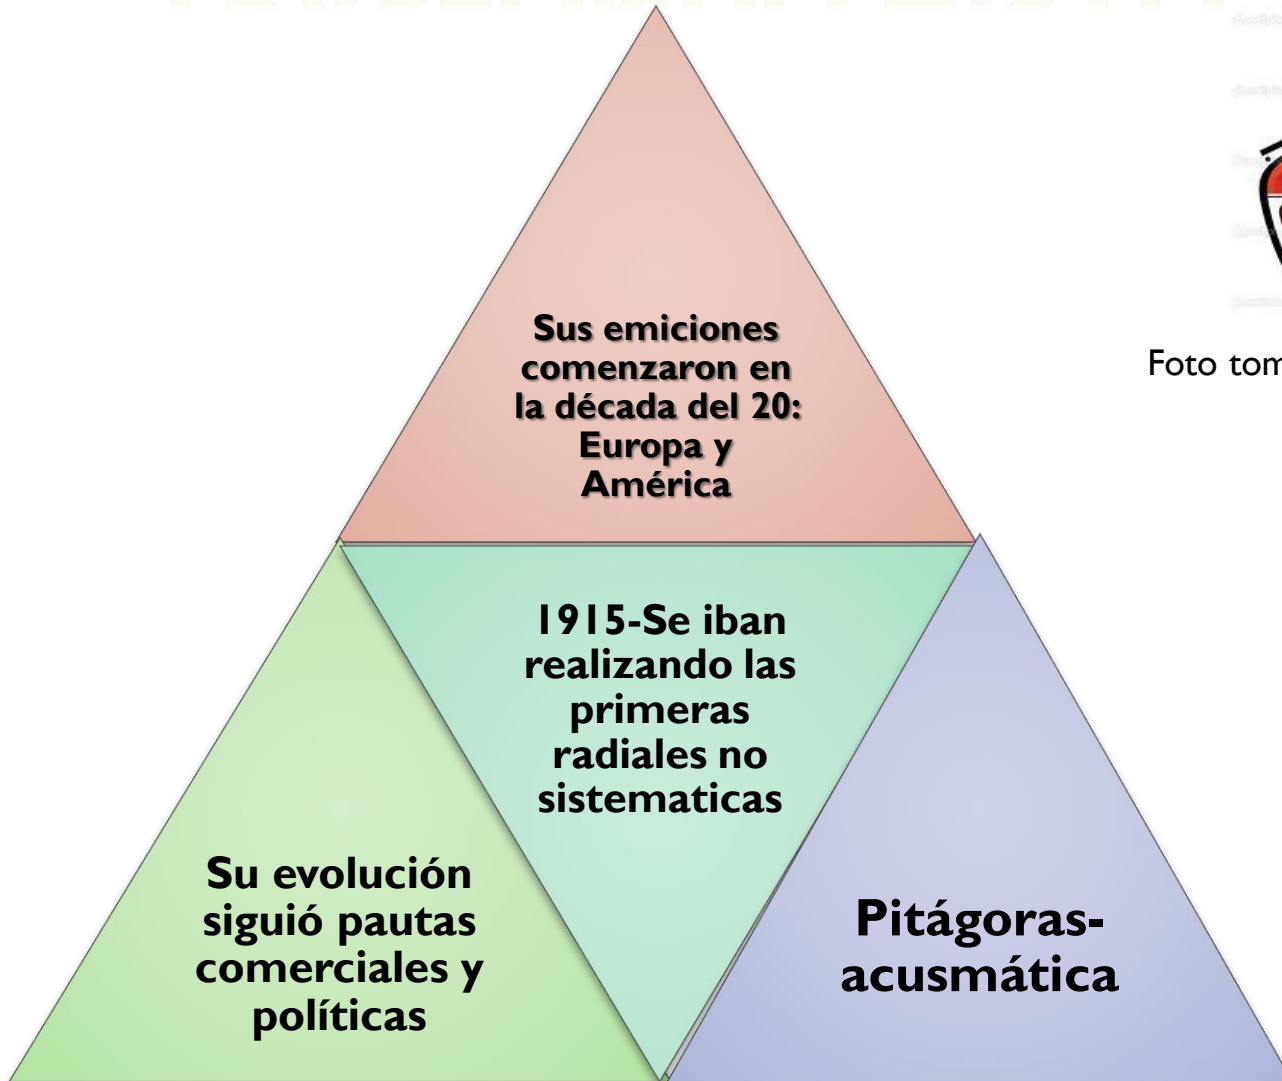 Sus emiciones
comenzaron en
la década del 20:
Europa y
América
Foto tom
1915-Se iban
realizando las
primeras
radiales no
sistematicas
Su evolución
siguió pautas
comerciales y
políticas
Pitágoras-
acusmática